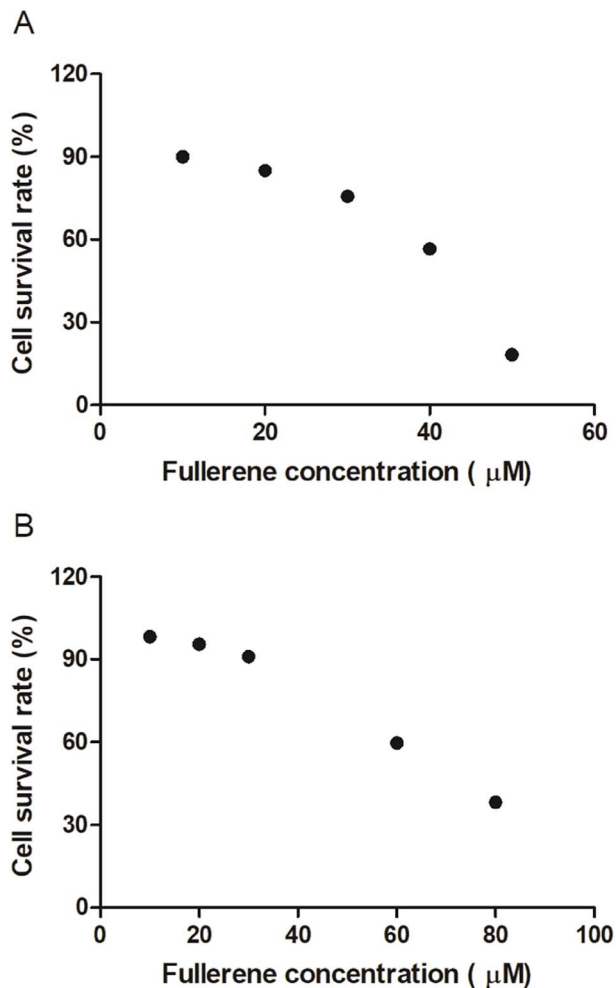 A
Cell survival rate (%)
120
90
60
30
0
0 20 40 60
Fullerene concentration ( μM)
B
Cell survival rate (%)
120
90
60
30
0
0 20 40 60 80 100
Fullerene concentration ( μM)